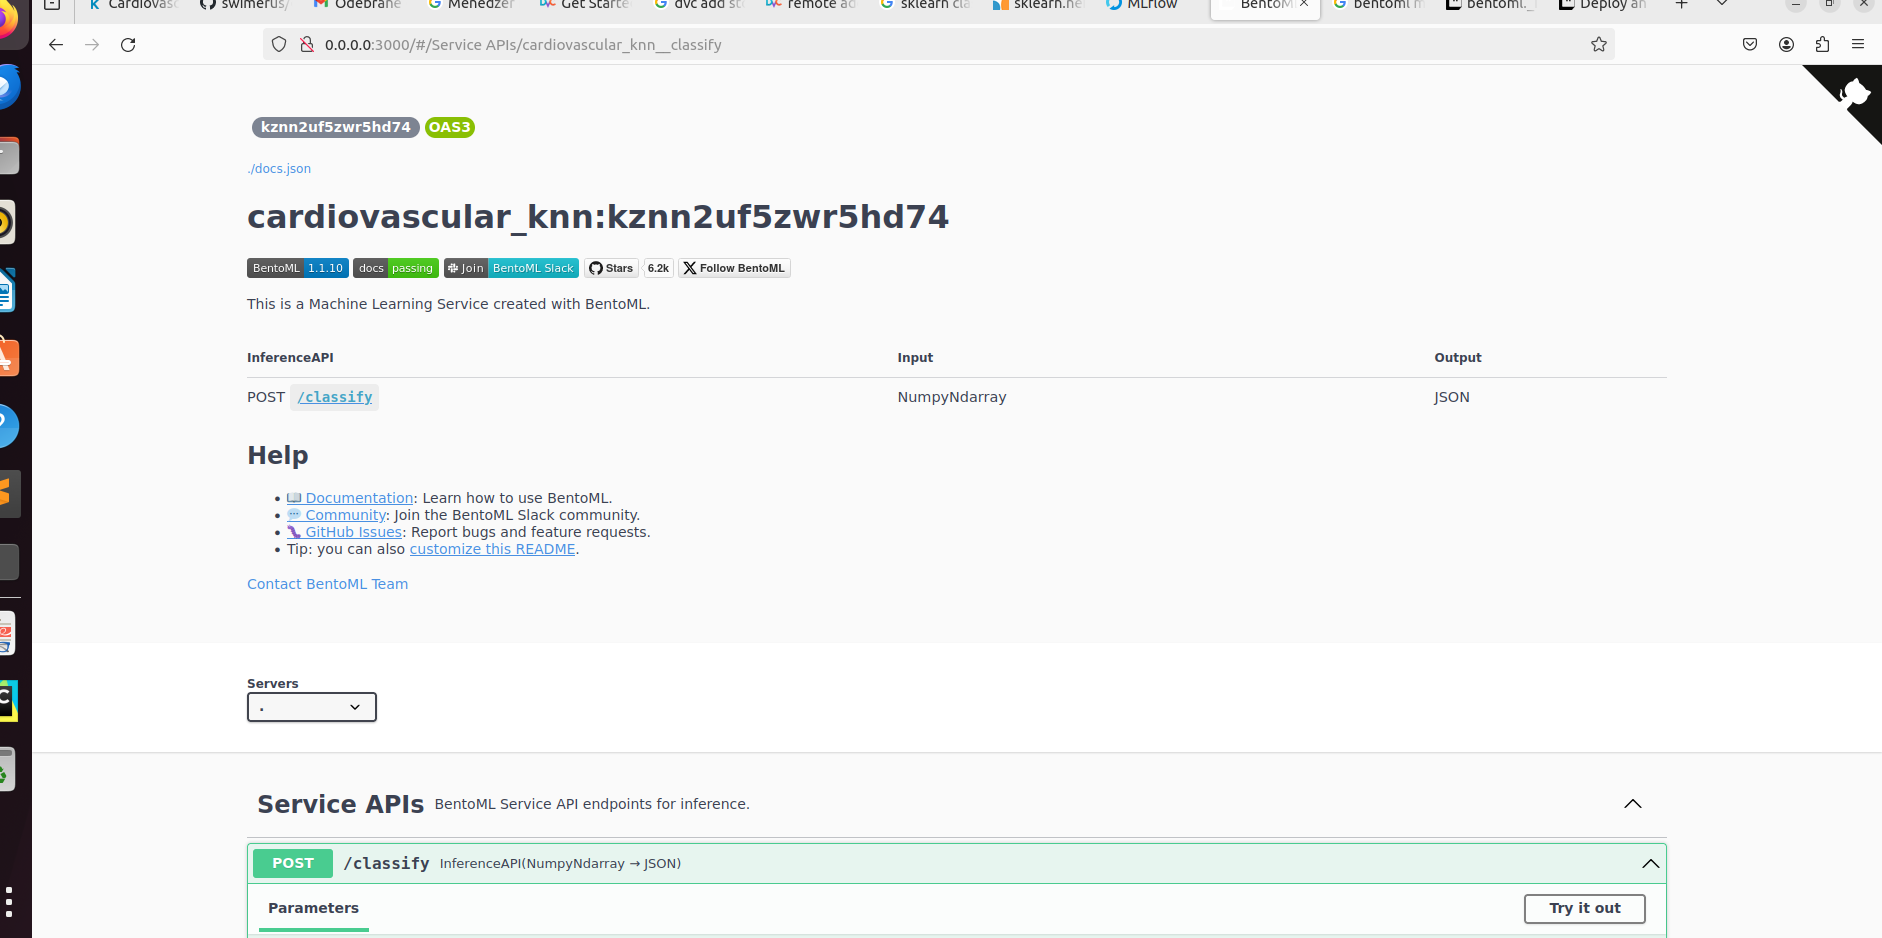 Cardiovasc swimerus/ Odebrane Menedżer Get Starte dvc add sto remote ad sklearn cla sklearn.ne MLflow BentoM bentoml m bentoml. Deploy an
0.0.0.0:3000/#/Service APIs/cardiovascular_knn__classify
kznn2uf5zwr5hd74 OAS3
./docs.json
cardiovascular_knn:kznn2uf5zwr5hd74
BentoML 1.1.10 docs passing Join BentoML Slack Stars 6.2k Follow BentoML
This is a Machine Learning Service created with BentoML.
InferenceAPI Input Output
POST /classify NumpyNdarray JSON
Help
• Documentation: Learn how to use BentoML.
• Community: Join the BentoML Slack community.
• GitHub Issues: Report bugs and feature requests.
• Tip: you can also customize this README.
Contact BentoML Team
Servers
.
Service APIs BentoML Service API endpoints for inference.
POST /classify InferenceAPI(NumpyNdarray → JSON)
Parameters Try it out